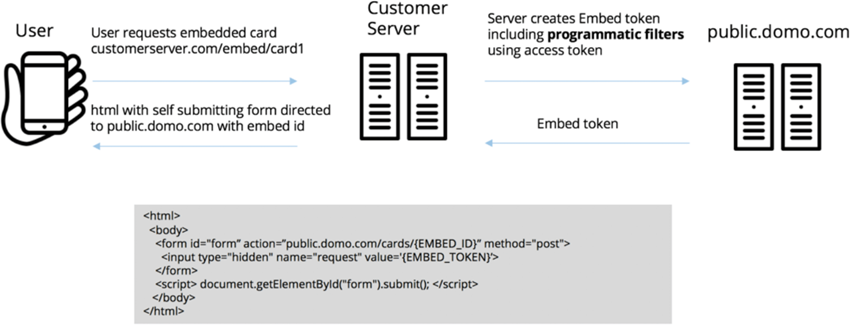 User
User requests embedded card
customerserver.com/embed/card1
html with self submitting form directed
to public.domo.com with embed id
Customer
Server
Server creates Embed token
including programmatic filters
using access token
Embed token
public.domo.com
<html>
<body>
<form id="form” action=”public.domo.com/cards/{EMBED_ID}” method="post">
<input type="hidden" name="request" value='{EMBED_TOKEN}'>
</form>
<script> document.getElementById("form").submit(); </script>
</body>
</html>